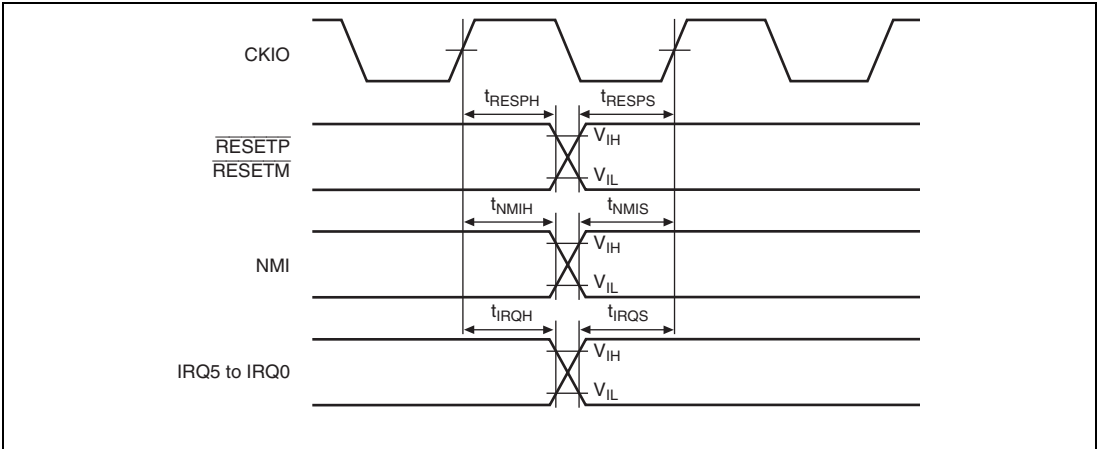 CKIO
tRESPH tRESPS
RESETP
RESETM
VIH
VIL
tNMIH tNMIS
NMI
VIH
VIL
tIRQH tIRQS
IRQ5 to IRQ0
VIH
VIL